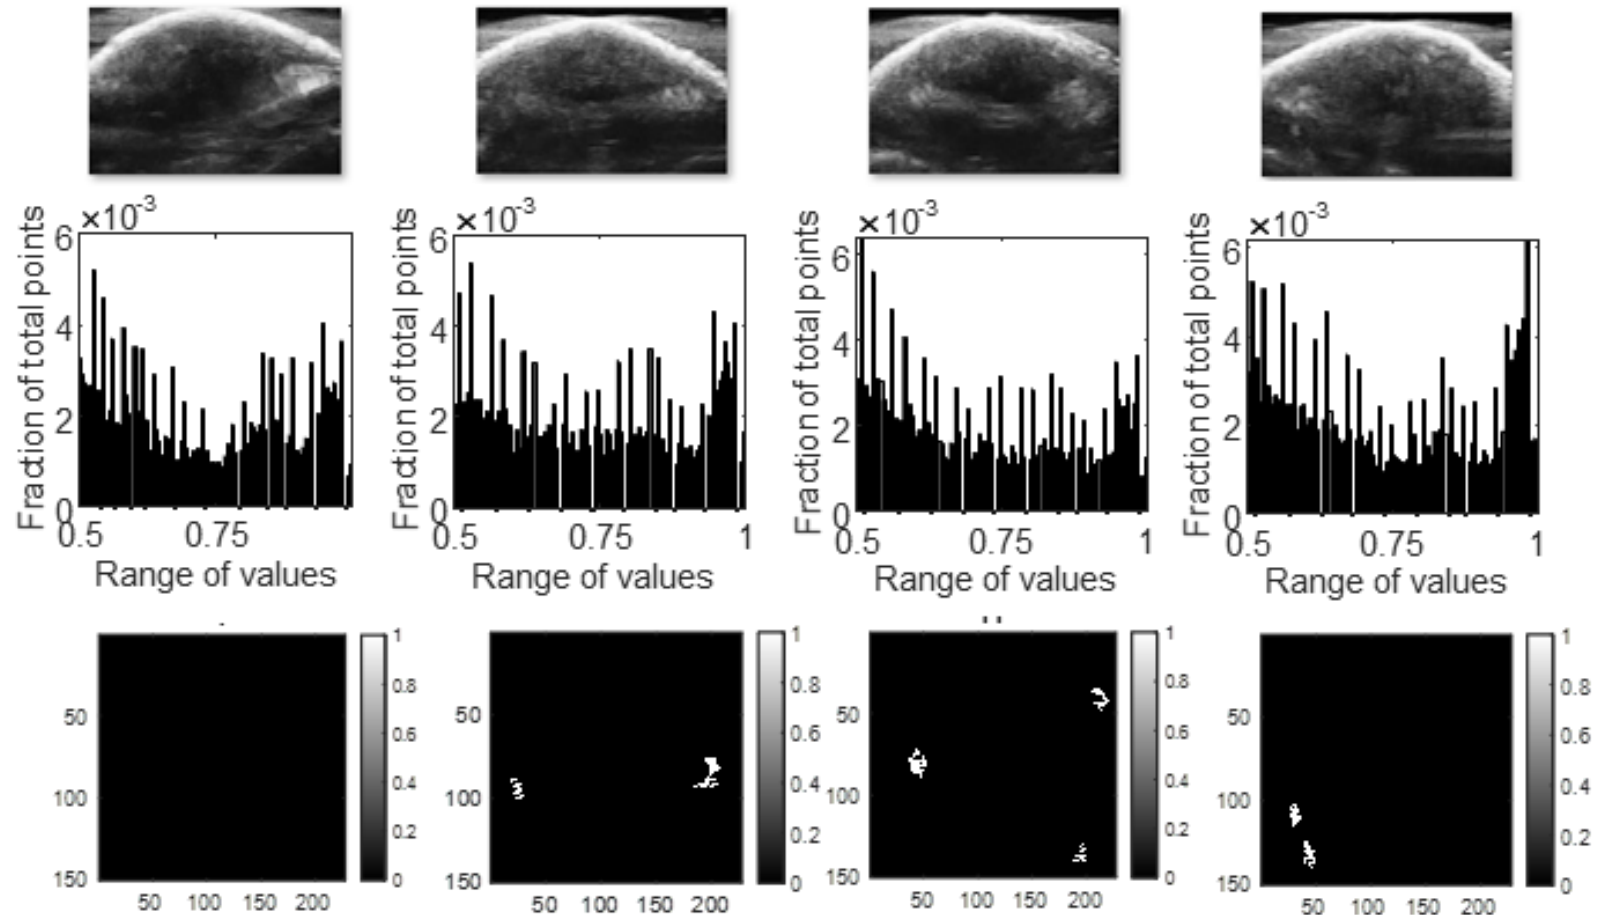 ×10-3 ×10-3 ×10-3 ×10-3
Fraction of total points Fraction of total points Fraction of total points Fraction of total points
6 6 6 6
4 4 4 4
2 2 2 2
0 0 0 0
0.5 0.75 0.5 0.75 1 0.5 0.75 1 0.5 0.75 1
Range of values Range of values Range of values Range of values
1 1 1 1
0.8 0.8 0.8 0.8
50 50 50 50
0.6 0.6 0.6 0.6
0.4 0.4 0.4 0.4
100 100 100 100
0.2 0.2 0.2 0.2
150 0 150 0 150 0 150 0
50 100 150 200 50 100 150 200 50 100 150 200 50 100 150 200